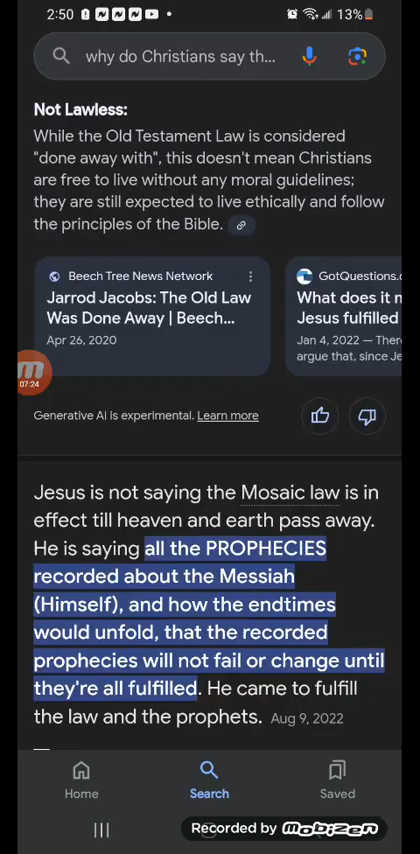 2:50
13%
why do Christians say th...
Not Lawless:
While the Old Testament Law is considered
"done away with", this doesn't mean Christians
are free to live without any moral guidelines;
they are still expected to live ethically and follow
the principles of the Bible.
Beech Tree News Network
Jarrod Jacobs: The Old Law
Was Done Away | Beech...
Apr 26, 2020
GotQuestions.o
What does it m
Jesus fulfilled
Jan 4, 2022 — Ther
argue that, since Je
07:24
Generative AI is experimental. Learn more
Jesus is not saying the Mosaic law is in
effect till heaven and earth pass away.
He is saying all the PROPHECIES
recorded about the Messiah
(Himself), and how the endtimes
would unfold, that the recorded
prophecies will not fail or change until
they're all fulfilled. He came to fulfill
the law and the prophets. Aug 9, 2022
Home
Search
Saved
Recorded by mobizen